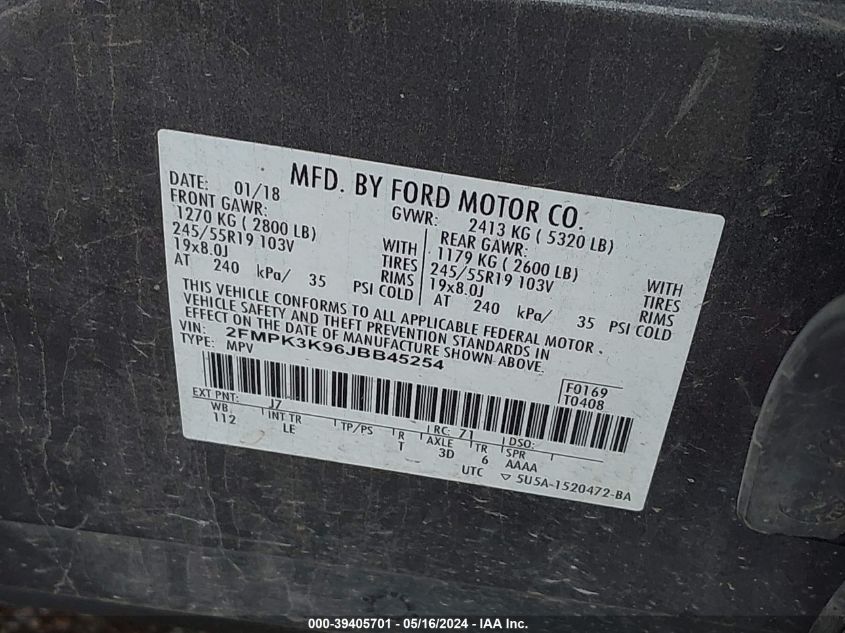 MFD. BY FORD MOTOR CO.
DATE: 01/18 GVWR: 2413 KG ( 5320 LB)
FRONT GAWR: REAR GAWR:
1270 KG ( 2800 LB) WITH 1179 KG ( 2600 LB) WITH
245/55R19 103V TIRES 245/55R19 103V TIRES
19x8.0J RIMS 19x8.0J RIMS
AT 240 kPa/ 35 PSI COLD AT 240 kPa/ 35 PSI COLD
THIS VEHICLE CONFORMS TO ALL APPLICABLE FEDERAL MOTOR
VEHICLE SAFETY AND THEFT PREVENTION STANDARDS IN
EFFECT ON THE DATE OF MANUFACTURE SHOWN ABOVE.
VIN: 2FMPK3K96JBB45254
TYPE: MPV
F0169
T0408
EXT PNT: J7 RC: 71 DSO:
WB INT TR TP/PS R AXLE TR SPR
112 LE T 3D 6 AAAA
UTC ▽ 5U5A-1520472-BA
000-39405701 - 05/16/2024 - IAA Inc.